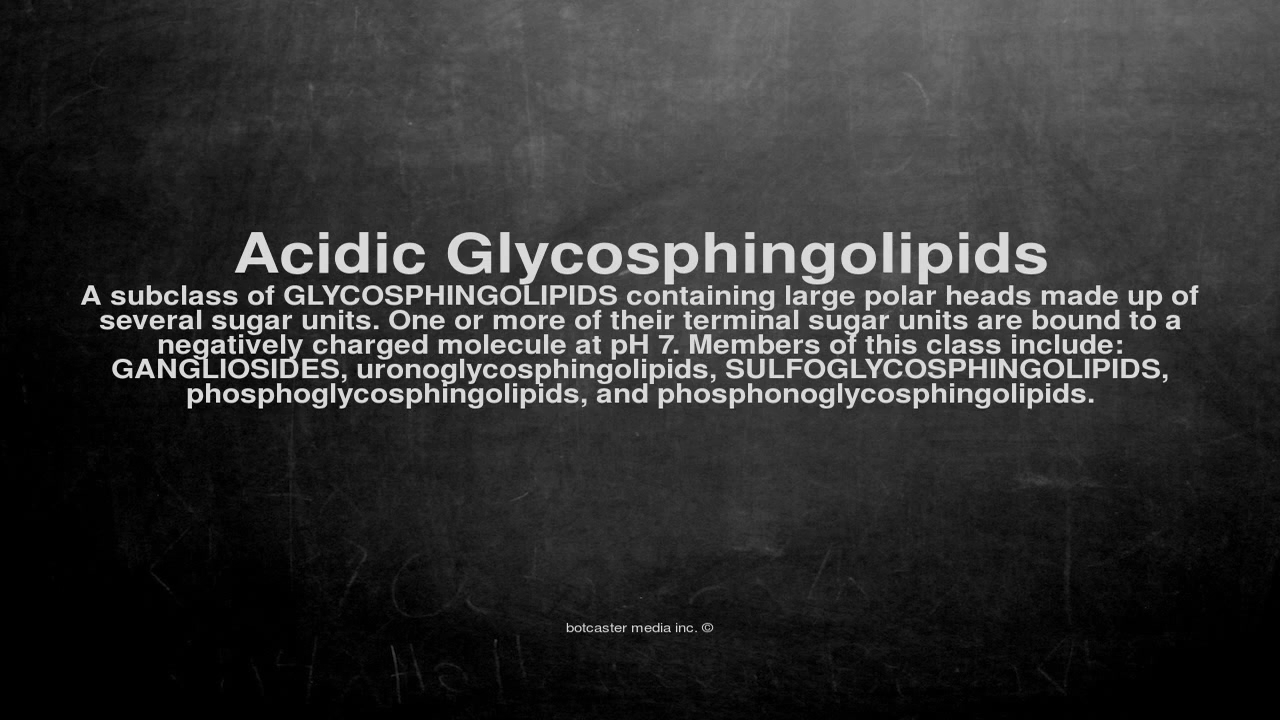 Acidic Glycosphingolipids
A subclass of GLYCOSPHINGOLIPIDS containing large polar heads made up of
several sugar units. One or more of their terminal sugar units are bound to a
negatively charged molecule at pH 7. Members of this class include:
GANGLIOSIDES, uronoglycosphingolipids, SULFOGLYCOSPHINGOLIPIDS,
phosphoglycosphingolipids, and phosphonoglycosphingolipids.
botcaster media inc. ©